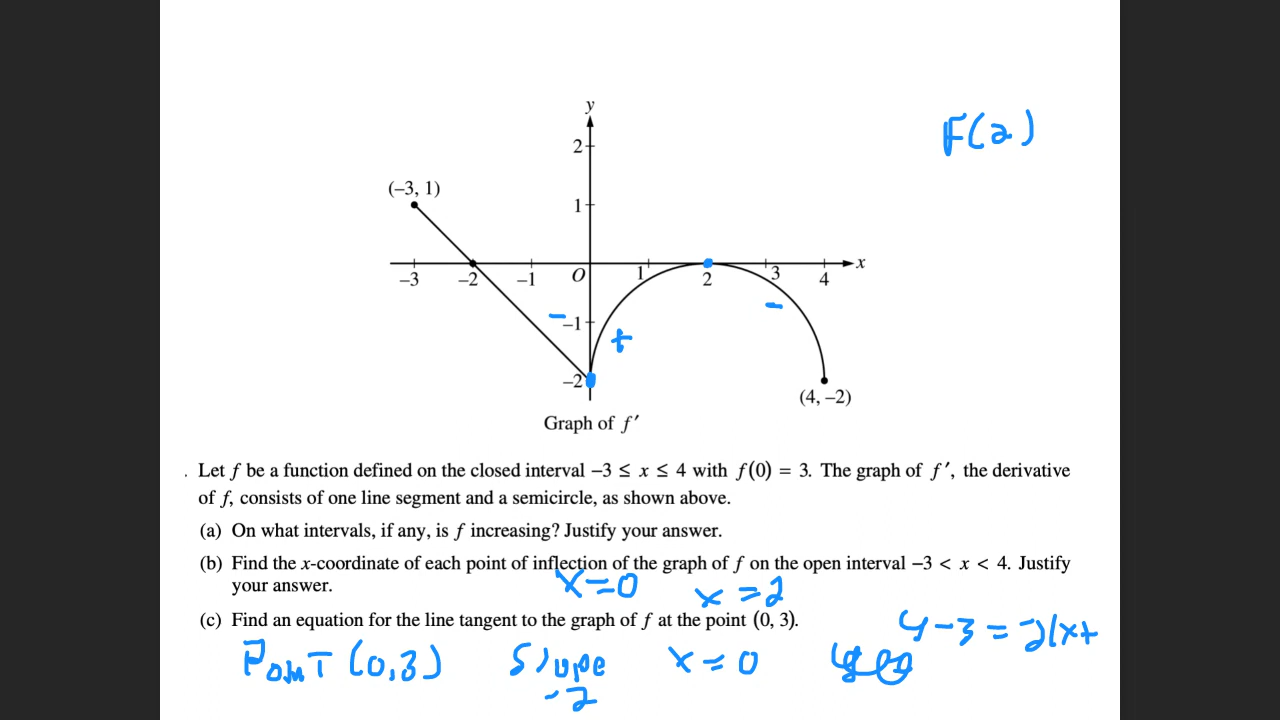 y
F(2)
2
(–3, 1)
1
x
–3 –2 –1 O 1 2 3 4
–
–1
+
–
–2
(4, –2)
Graph of f′
. Let f be a function defined on the closed interval −3 ≤ x ≤ 4 with f(0) = 3. The graph of f′, the derivative
of f, consists of one line segment and a semicircle, as shown above.
(a) On what intervals, if any, is f increasing? Justify your answer.
(b) Find the x-coordinate of each point of inflection of the graph of f on the open interval −3 < x < 4. Justify
your answer.
x=0 x=2
(c) Find an equation for the line tangent to the graph of f at the point (0, 3).
y-3=-2(x+
Point (0,3) Slope x=0
-2